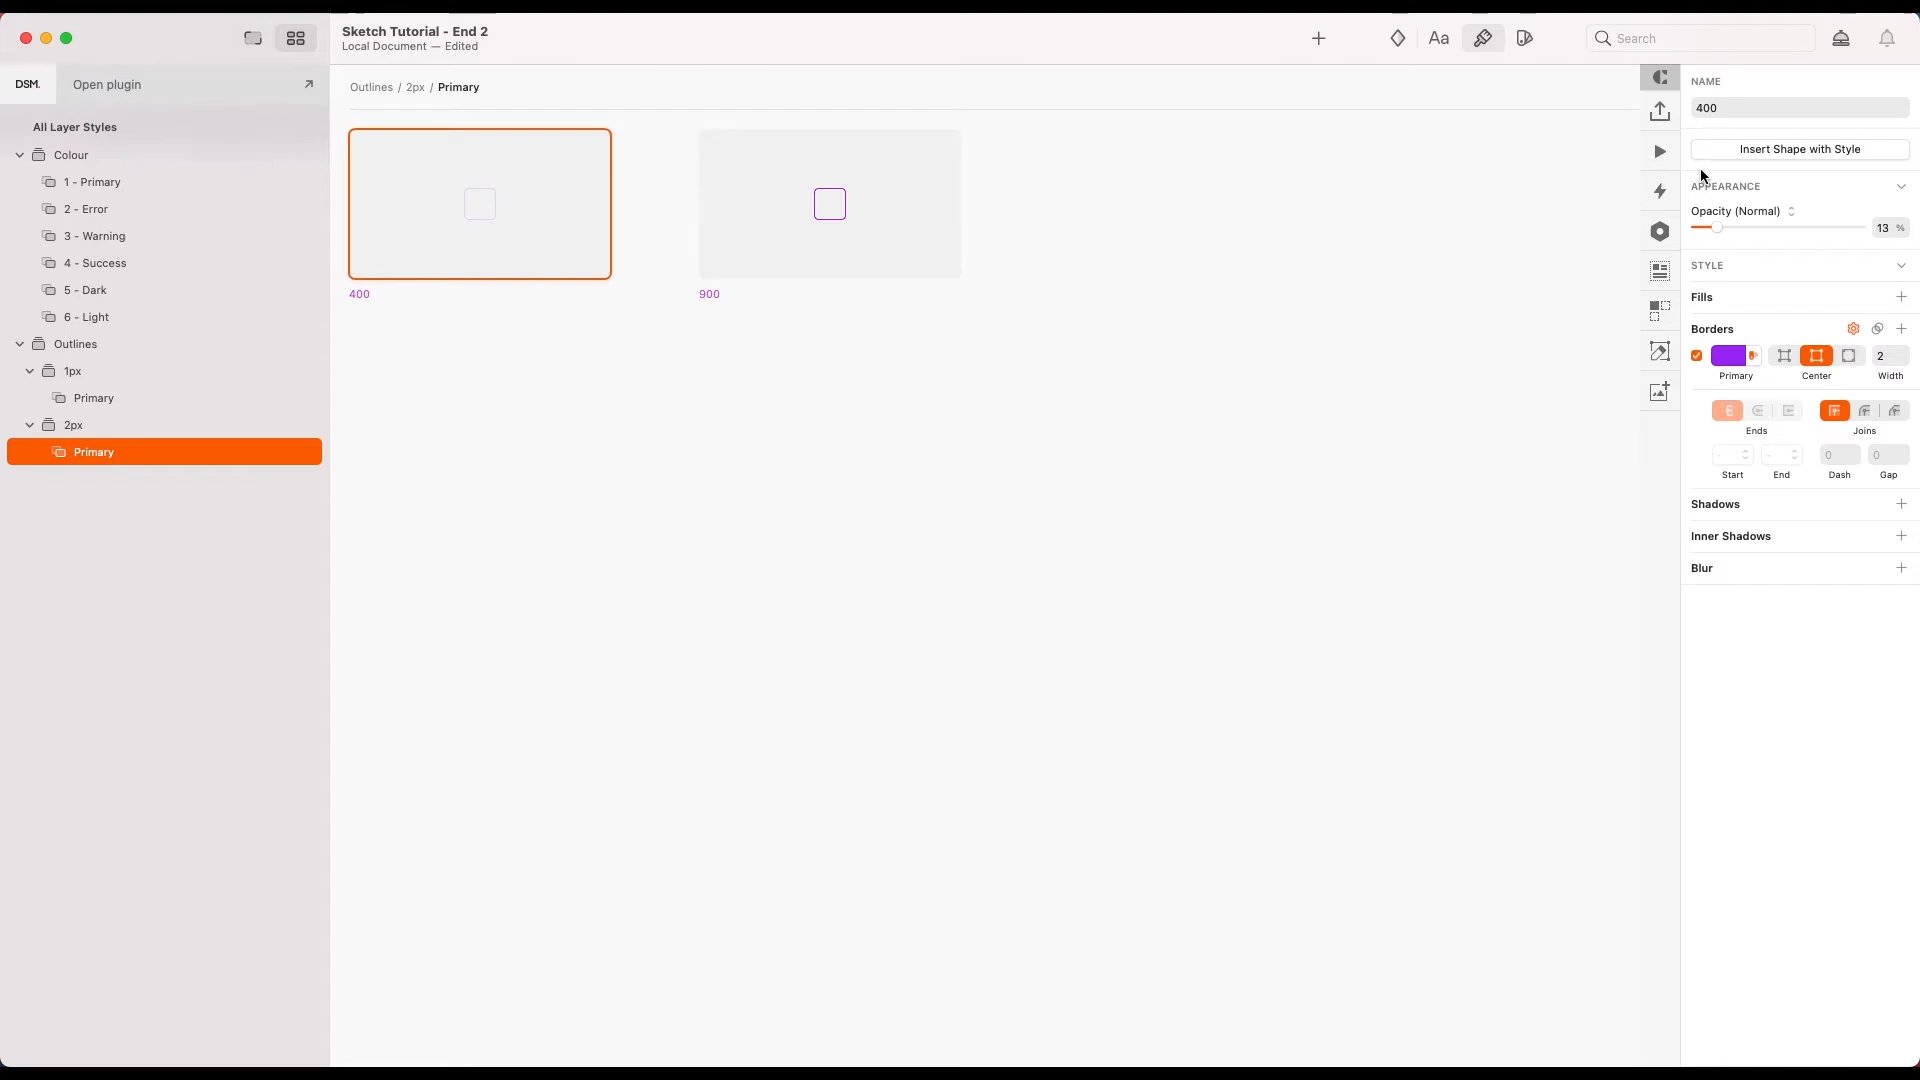 Sketch Tutorial - End 2
Local Document — Edited
Aa
Search
DSM.
Open plugin
Outlines / 2px / Primary
NAME
400
Insert Shape with Style
All Layer Styles
Colour
1 - Primary
2 - Error
3 - Warning
4 - Success
5 - Dark
6 - Light
Outlines
1px
Primary
2px
Primary
400
900
APPEARANCE
Opacity (Normal)
13 %
STYLE
Fills
Borders
2
Primary
Center
Width
Ends
Joins
- - 0 0
Start
End
Dash
Gap
Shadows
Inner Shadows
Blur